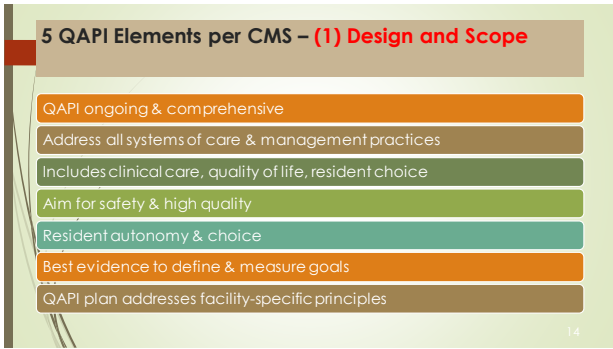 5 QAPI Elements per CMS – (1) Design and Scope
QAPI ongoing & comprehensive
Address all systems of care & management practices
Includes clinical care, quality of life, resident choice
Aim for safety & high quality
Resident autonomy & choice
Best evidence to define & measure goals
QAPI plan addresses facility-specific principles
14